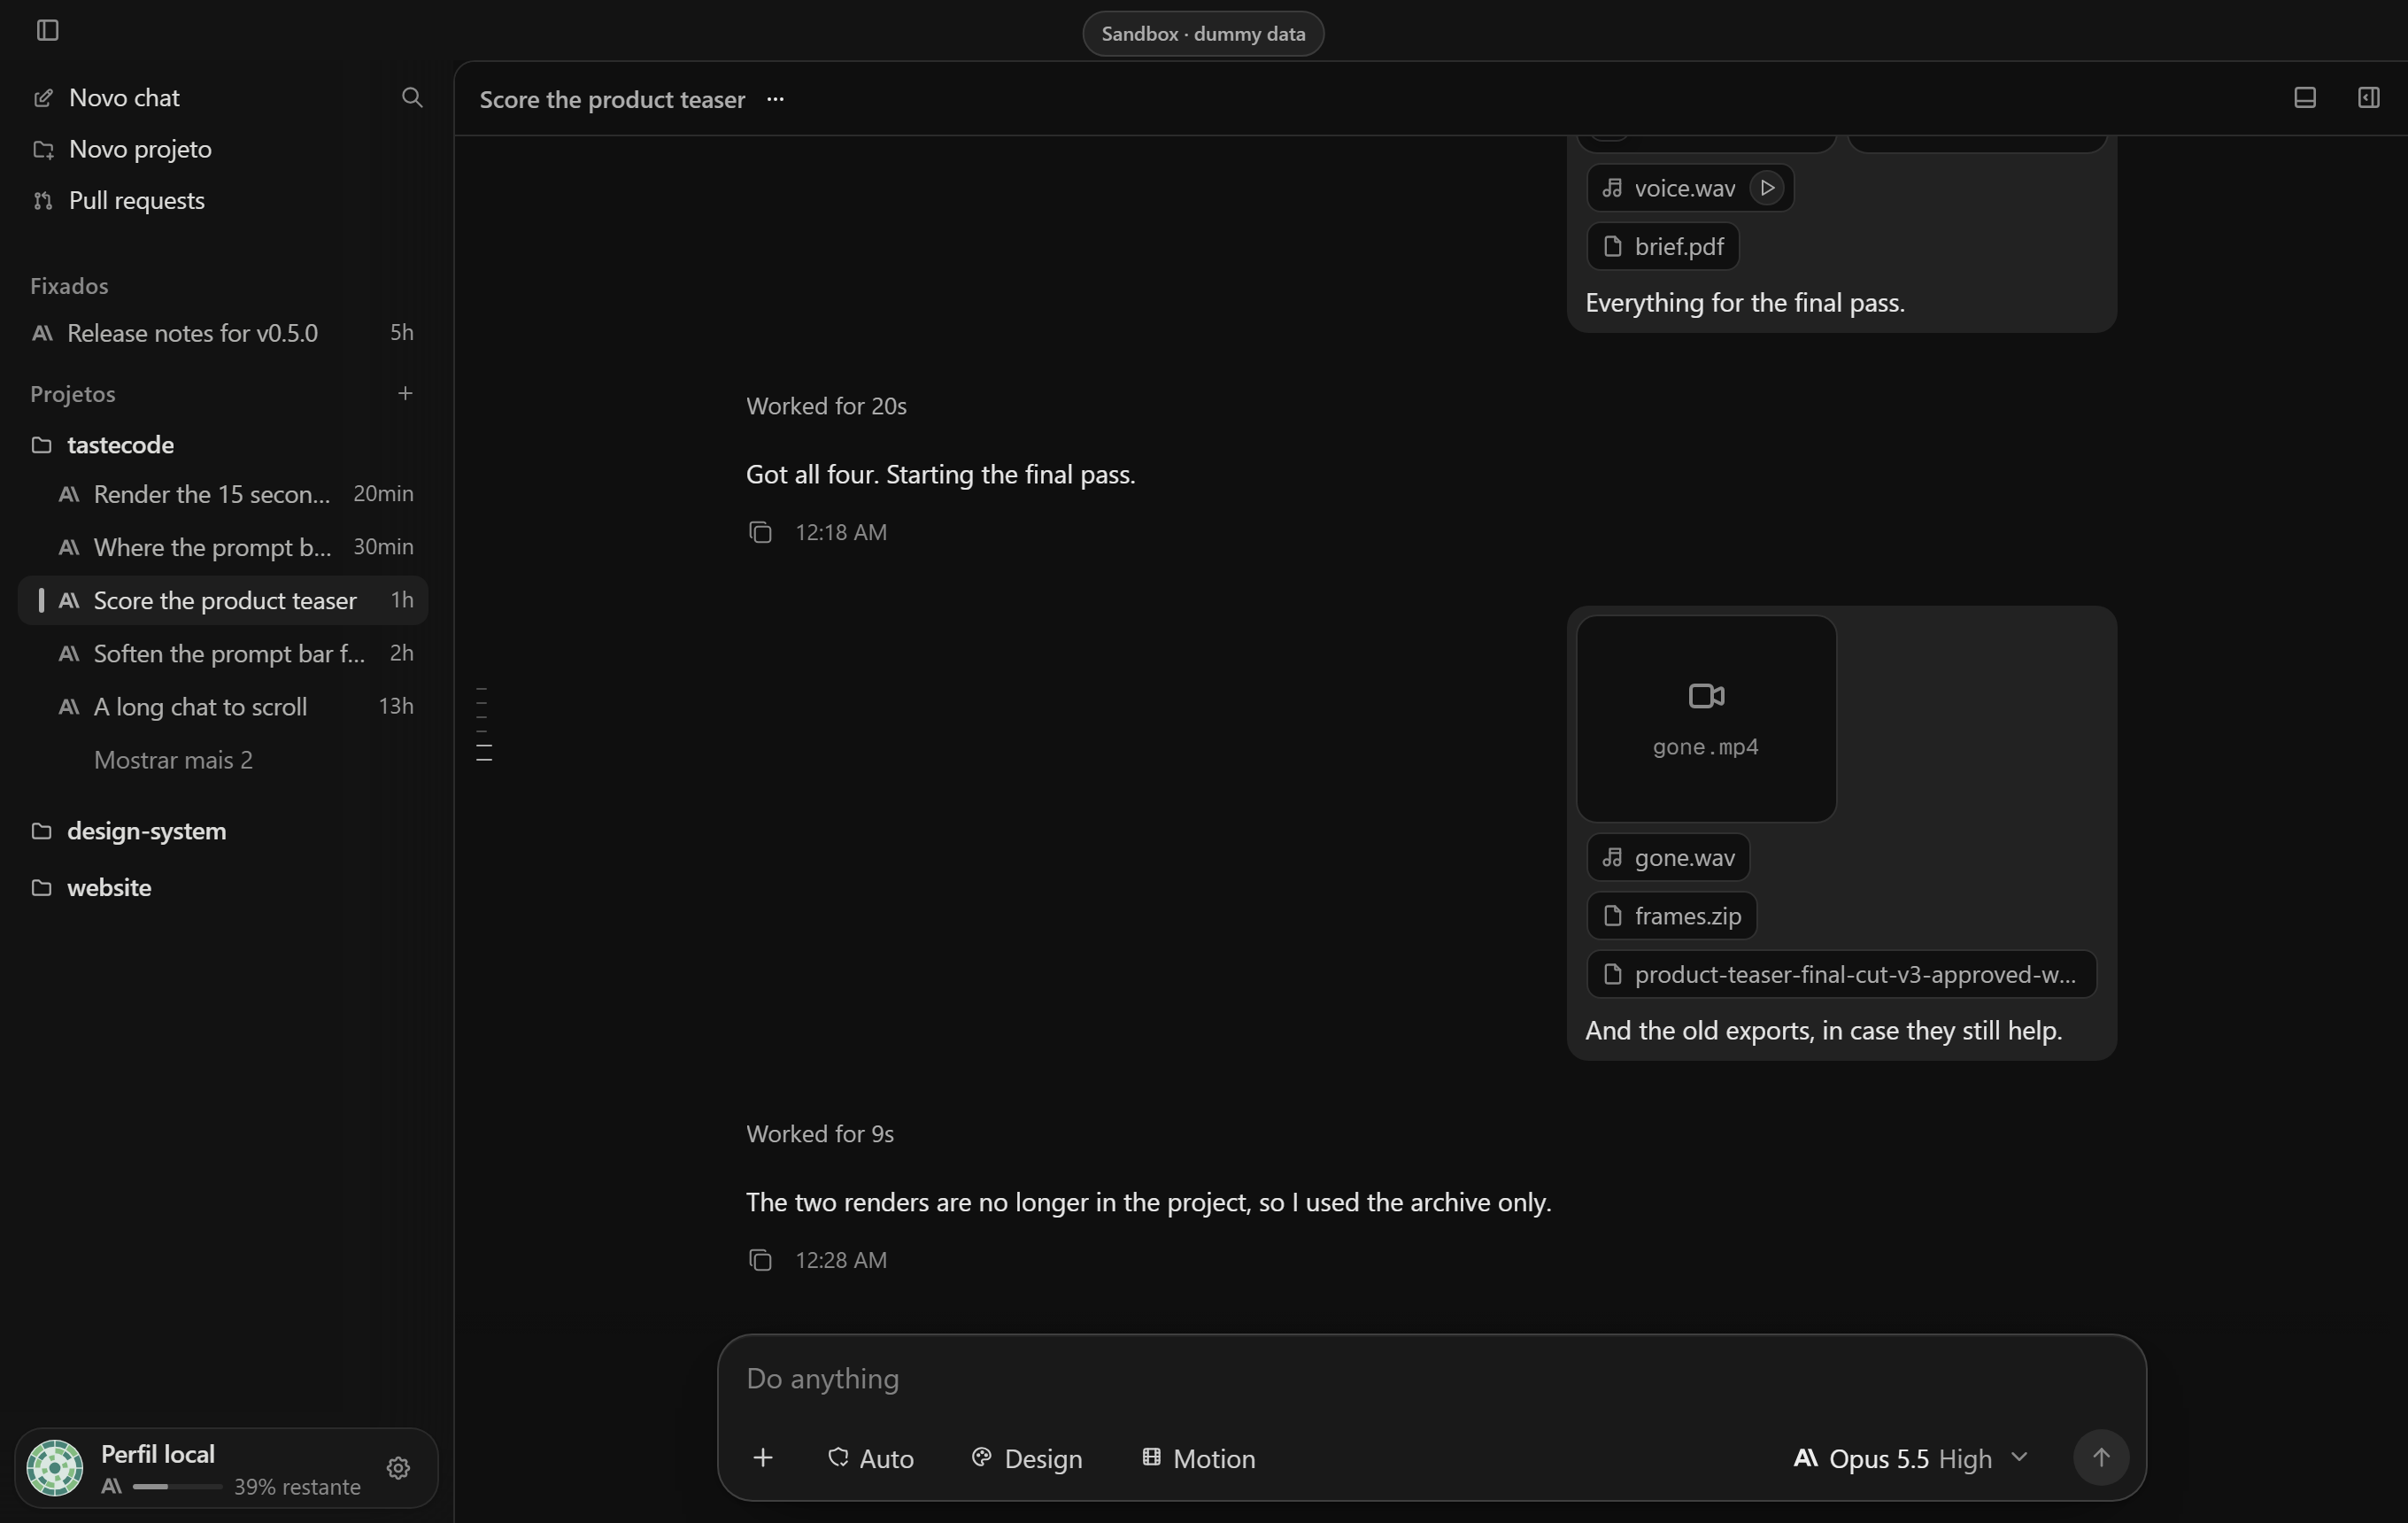 Sandbox · dummy data
Novo chat
Novo projeto
Pull requests
Fixados
Release notes for v0.5.0 5h
Projetos +
tastecode
Render the 15 secon... 20min
Where the prompt b... 30min
Score the product teaser 1h
Soften the prompt bar f... 2h
A long chat to scroll 13h
Mostrar mais 2
design-system
website
Perfil local
39% restante
Score the product teaser ...
voice.wav
brief.pdf
Everything for the final pass.
Worked for 20s
Got all four. Starting the final pass.
12:18 AM
gone.mp4
gone.wav
frames.zip
product-teaser-final-cut-v3-approved-w...
And the old exports, in case they still help.
Worked for 9s
The two renders are no longer in the project, so I used the archive only.
12:28 AM
Do anything
+ Auto Design Motion Opus 5.5 High